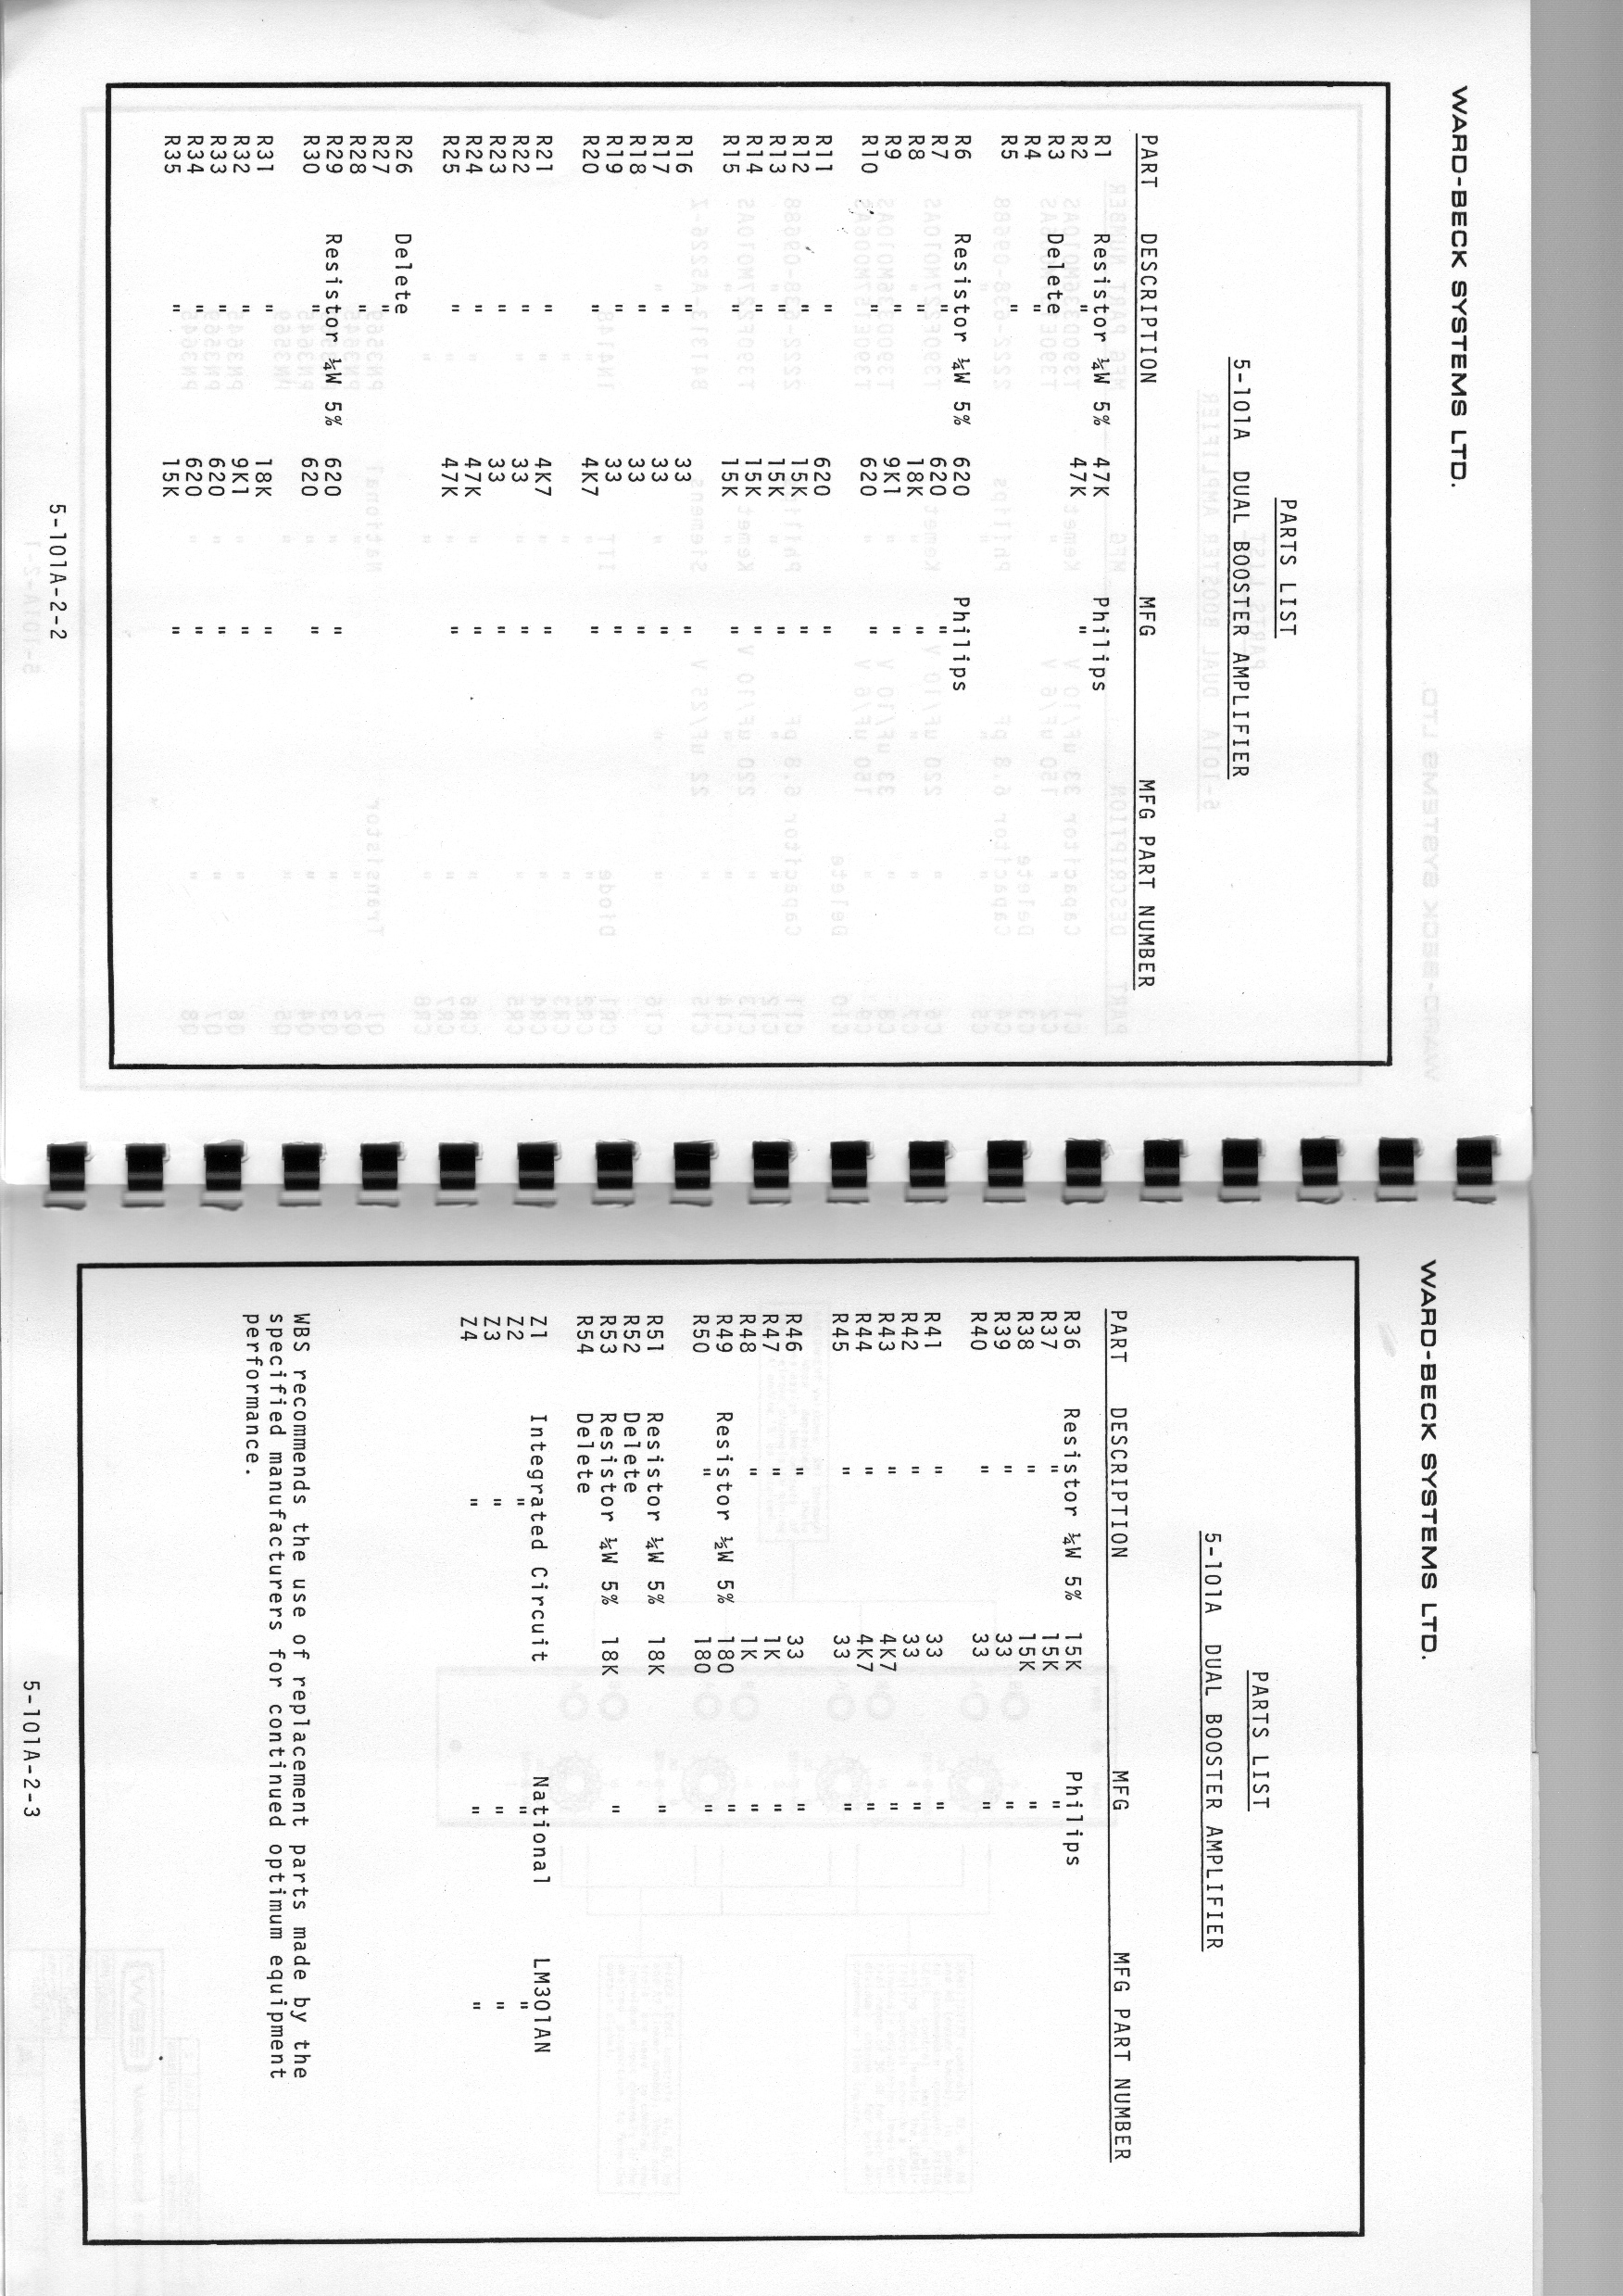 WARD-BECK SYSTEMS LTD.
PARTS LIST
5-101A DUAL BOOSTER AMPLIFIER
PART DESCRIPTION MFG MFG PART NUMBER
R1 Resistor ¼W 5% 47K Philips
R2 " 47K "
R3 Delete
R4 "
R5 "
R6 Resistor ¼W 5% 620 Philips
R7 " 620 "
R8 " 18K "
R9 " 9K1 "
R10 " 620 "
R11 " 620 "
R12 " 15K "
R13 " 15K "
R14 " 15K "
R15 " 15K "
R16 " 33 "
R17 " 33 "
R18 " 33 "
R19 " 33 "
R20 " 4K7 "
R21 " 4K7 "
R22 " 33 "
R23 " 33 "
R24 " 47K "
R25 " 47K "
R26 Delete
R27 "
R28 "
R29 Resistor ¼W 5% 620 "
R30 " 620 "
R31 " 18K "
R32 " 9K1 "
R33 " 620 "
R34 " 620 "
R35 " 15K "
5-101A-2-2
WARD-BECK SYSTEMS LTD.
PARTS LIST
5-101A DUAL BOOSTER AMPLIFIER
PART DESCRIPTION MFG MFG PART NUMBER
R36 Resistor ¼W 5% 15K Philips
R37 " 15K "
R38 " 15K "
R39 " 33 "
R40 " 33 "
R41 " 33 "
R42 " 33 "
R43 " 4K7 "
R44 " 4K7 "
R45 " 33 "
R46 " 33 "
R47 " 1K "
R48 " 1K "
R49 Resistor ½W 5% 180 "
R50 " 180 "
R51 Resistor ¼W 5% 18K "
R52 Delete
R53 Resistor ¼W 5% 18K "
R54 Delete
Z1 Integrated Circuit National LM301AN
Z2 " " "
Z3 " " "
Z4 " " "
WBS recommends the use of replacement parts made by the
specified manufacturers for continued optimum equipment
performance.
5-101A-2-3